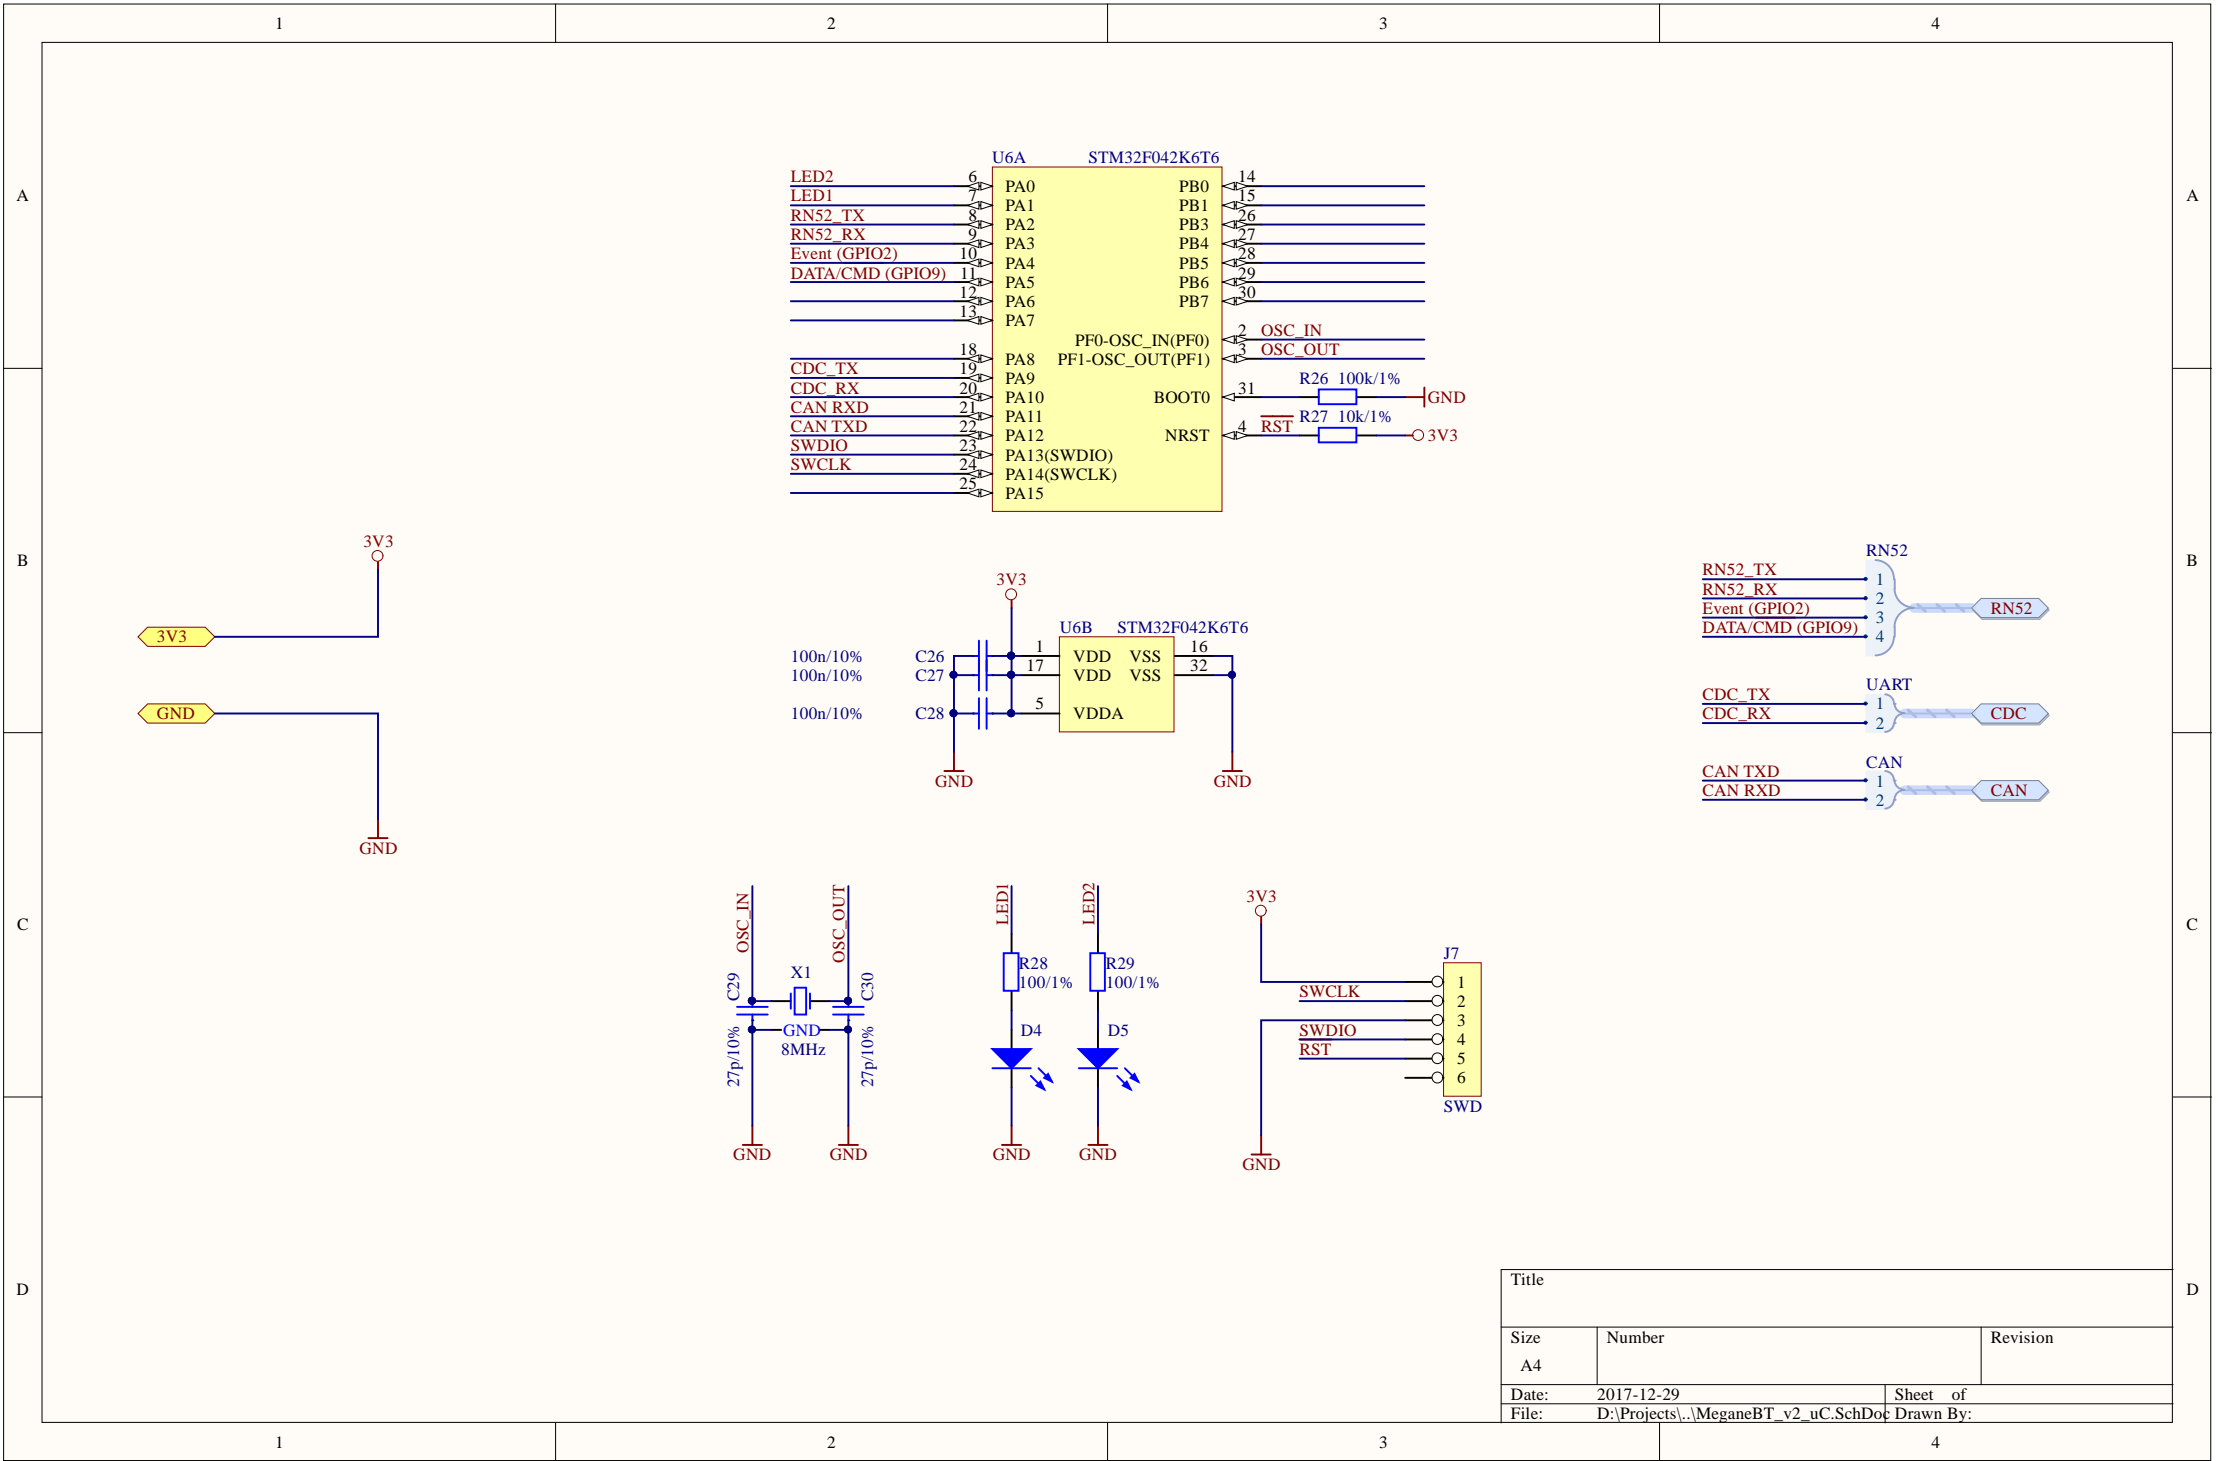 1 2 3 4
A A
B B
C C
D D
U6A STM32F042K6T6
LED2 6 PA0 PB0 14
LED1 7 PA1 PB1 15
RN52_TX 8 PA2 PB3 26
RN52_RX 9 PA3 PB4 27
Event (GPIO2) 10 PA4 PB5 28
DATA/CMD (GPIO9) 11 PA5 PB6 29
12 PA6 PB7 30
13 PA7
PF0-OSC_IN(PF0) 2 OSC_IN
18 PA8 PF1-OSC_OUT(PF1) 3 OSC_OUT
CDC_TX 19 PA9
R26 100k/1%
CDC_RX 20 PA10 BOOT0 31 GND
CAN RXD 21 PA11
R27 10k/1%
CAN TXD 22 PA12 NRST 4 RST 3V3
SWDIO 23 PA13(SWDIO)
SWCLK 24 PA14(SWCLK)
25 PA15
3V3
3V3
GND
GND
3V3
U6B STM32F042K6T6
100n/10% C26 1 VDD VSS 16
100n/10% C27 17 VDD VSS 32
100n/10% C28 5 VDDA
GND GND
RN52
RN52_TX 1
RN52_RX 2
Event (GPIO2) 3
DATA/CMD (GPIO9) 4
RN52
UART
CDC_TX 1
CDC_RX 2
CDC
CAN
CAN TXD 1
CAN RXD 2
CAN
OSC_IN OSC_OUT
C29 X1 C30
GND
8MHz
27p/10% 27p/10%
GND GND
LED1 LED2
R28 R29
100/1% 100/1%
D4 D5
GND GND
3V3
J7
1
SWCLK 2
3
SWDIO 4
RST 5
6
SWD
GND
Title
Size Number Revision
A4
Date: 2017-12-29 Sheet of
File: D:\Projects\..\MeganeBT_v2_uC.SchDoc Drawn By:
1 2 3 4